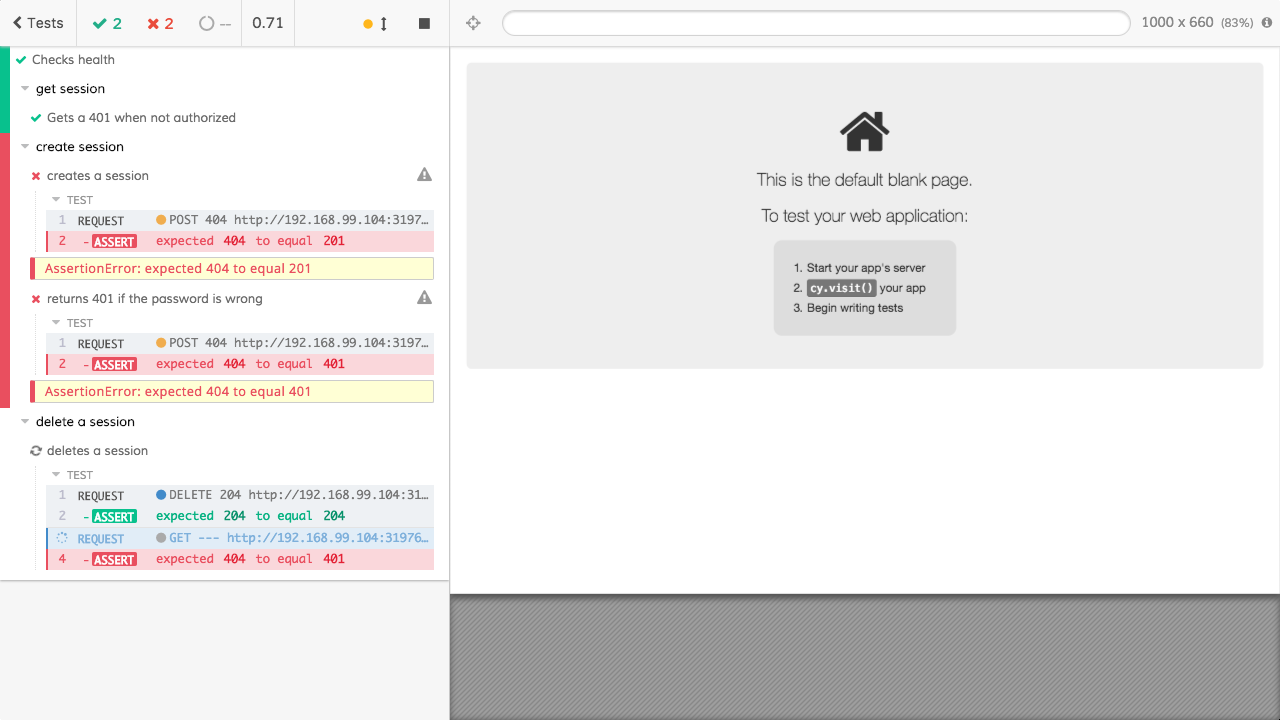 Tests 2 2 -- 0.71
1000 x 660 (83%)
Checks health
get session
Gets a 401 when not authorized
create session
creates a session
TEST
1 REQUEST POST 404 http://192.168.99.104:3197…
2 -ASSERT expected 404 to equal 201
AssertionError: expected 404 to equal 201
returns 401 if the password is wrong
TEST
1 REQUEST POST 404 http://192.168.99.104:3197…
2 -ASSERT expected 404 to equal 401
AssertionError: expected 404 to equal 401
delete a session
deletes a session
TEST
1 REQUEST DELETE 204 http://192.168.99.104:31…
2 -ASSERT expected 204 to equal 204
REQUEST GET --- http://192.168.99.104:31976…
4 -ASSERT expected 404 to equal 401
This is the default blank page.
To test your web application:
1. Start your app's server
2. cy.visit() your app
3. Begin writing tests